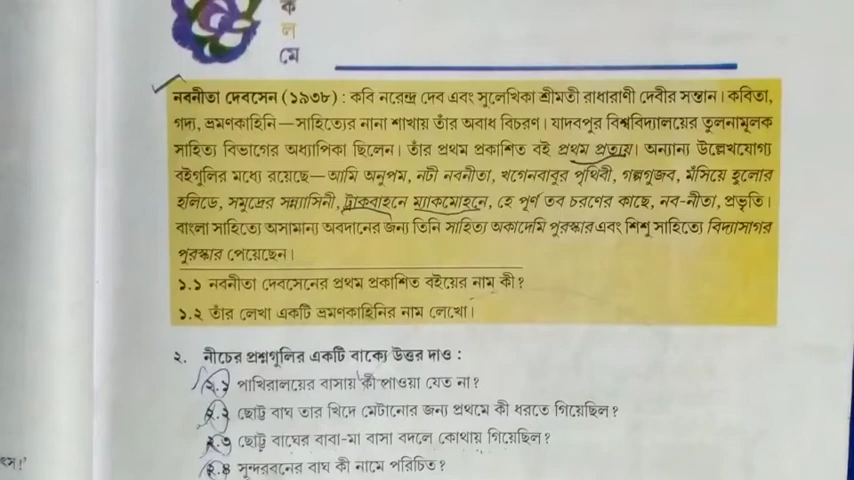 ক
ল
মে
নবনীতা দেবসেন (১৯৩৮) : কবি নরেন্দ্র দেব এবং সুলেখিকা শ্রীমতী রাধারাণী দেবীর সন্তান। কবিতা,
গদ্য, ভ্রমণকাহিনি—সাহিত্যের নানা শাখায় তাঁর অবাধ বিচরণ। যাদবপুর বিশ্ববিদ্যালয়ের তুলনামূলক
সাহিত্য বিভাগের অধ্যাপিকা ছিলেন। তাঁর প্রথম প্রকাশিত বই প্রথম প্রত্যয়। অন্যান্য উল্লেখযোগ্য
বইগুলির মধ্যে রয়েছে—আমি অনুপম, নটী নবনীতা, খগেনবাবুর পৃথিবী, গল্পগুজব, মঁসিয়ে হুলোর
হলিডে, সমুদ্রের সন্ন্যাসিনী, ট্রাকবাহনে ম্যাকমোহনে, হে পূর্ণ তব চরণের কাছে, নব-নীতা, প্রভৃতি।
বাংলা সাহিত্যে অসামান্য অবদানের জন্য তিনি সাহিত্য অকাদেমি পুরস্কার এবং শিশু সাহিত্যে বিদ্যাসাগর
পুরস্কার পেয়েছেন।
১.১ নবনীতা দেবসেনের প্রথম প্রকাশিত বইয়ের নাম কী?
১.২ তাঁর লেখা একটি ভ্রমণকাহিনির নাম লেখো।
২. নীচের প্রশ্নগুলির একটি বাক্যে উত্তর দাও :
২.১ পাখিরালয়ের বাসায় কী পাওয়া যেত না?
২.২ ছোট্ট বাঘ তার খিদে মেটানোর জন্য প্রথমে কী ধরতে গিয়েছিল?
২.৩ ছোট্ট বাঘের বাবা-মা বাসা বদলে কোথায় গিয়েছিল?
২.৪ সুন্দরবনের বাঘ কী নামে পরিচিত?